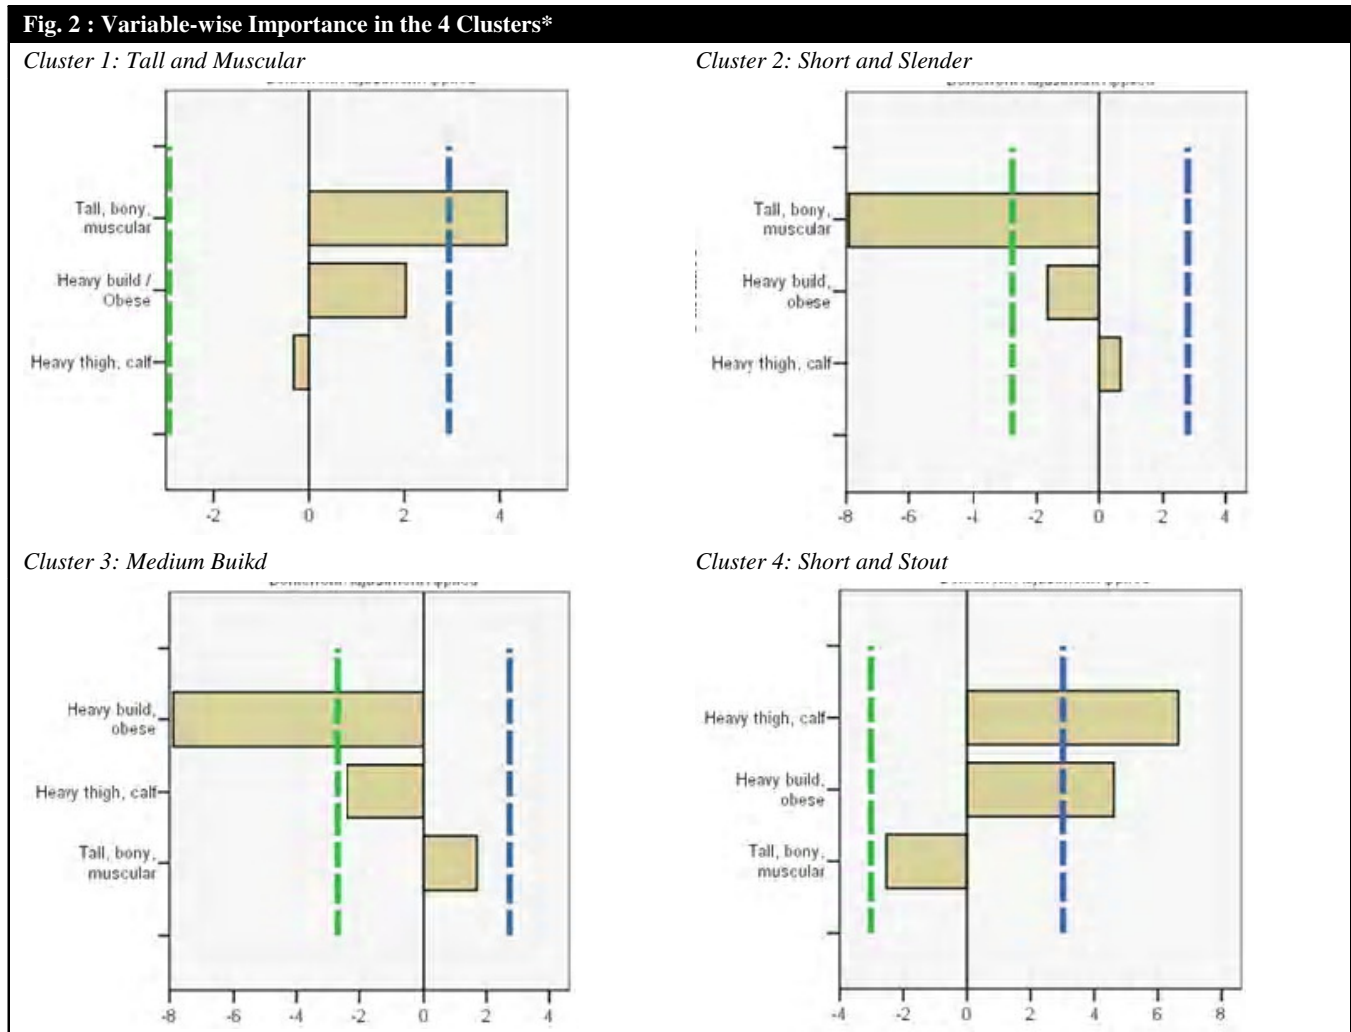 Fig. 2 : Variable-wise Importance in the 4 Clusters*
Cluster 1: Tall and Muscular
Tall, bony,
muscular
Heavy build /
Obese
Heavy thigh, calf
-2 0 2 4
Cluster 2: Short and Slender
Tall, bony,
muscular
Heavy build,
obese
Heavy thigh, calf
-8 -6 -4 -2 0 2 4
Cluster 3: Medium Buikd
Heavy build,
obese
Heavy thigh, calf
Tall, bony,
muscular
-8 -6 -4 -2 0 2 4
Cluster 4: Short and Stout
Heavy thigh, calf
Heavy build,
obese
Tall, bony,
muscular
-4 -2 0 2 4 6 8